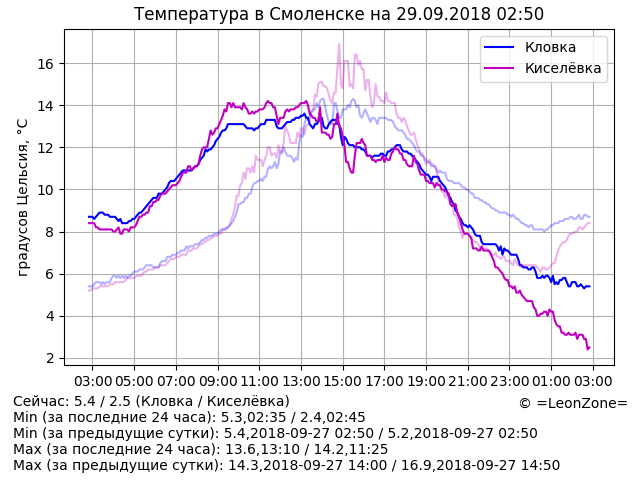 Температура в Смоленске на 29.09.2018 02:50
Кловка
Киселёвка
градусов Цельсия, °C
16
14
12
10
8
6
4
2
03:00 05:00 07:00 09:00 11:00 13:00 15:00 17:00 19:00 21:00 23:00 01:00 03:00
Сейчас: 5.4 / 2.5 (Кловка / Киселёвка)
© =LeonZone=
Min (за последние 24 часа): 5.3,02:35 / 2.4,02:45
Min (за предыдущие сутки): 5.4,2018-09-27 02:50 / 5.2,2018-09-27 02:50
Max (за последние 24 часа): 13.6,13:10 / 14.2,11:25
Max (за предыдущие сутки): 14.3,2018-09-27 14:00 / 16.9,2018-09-27 14:50